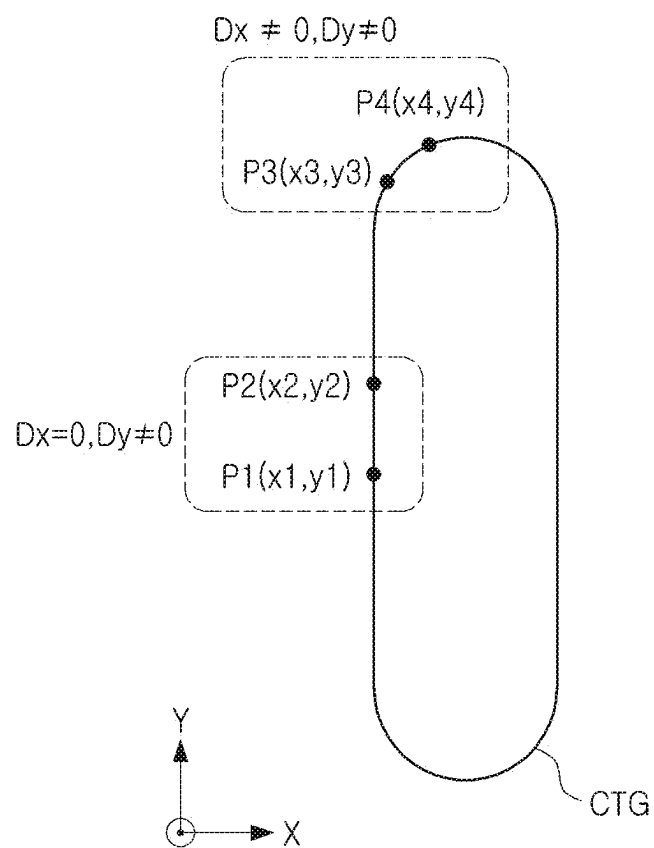 Dx ≠ 0,Dy≠0
P4(x4,y4)
P3(x3,y3)
P2(x2,y2)
Dx=0,Dy≠0
P1(x1,y1)
Y
X
CTG